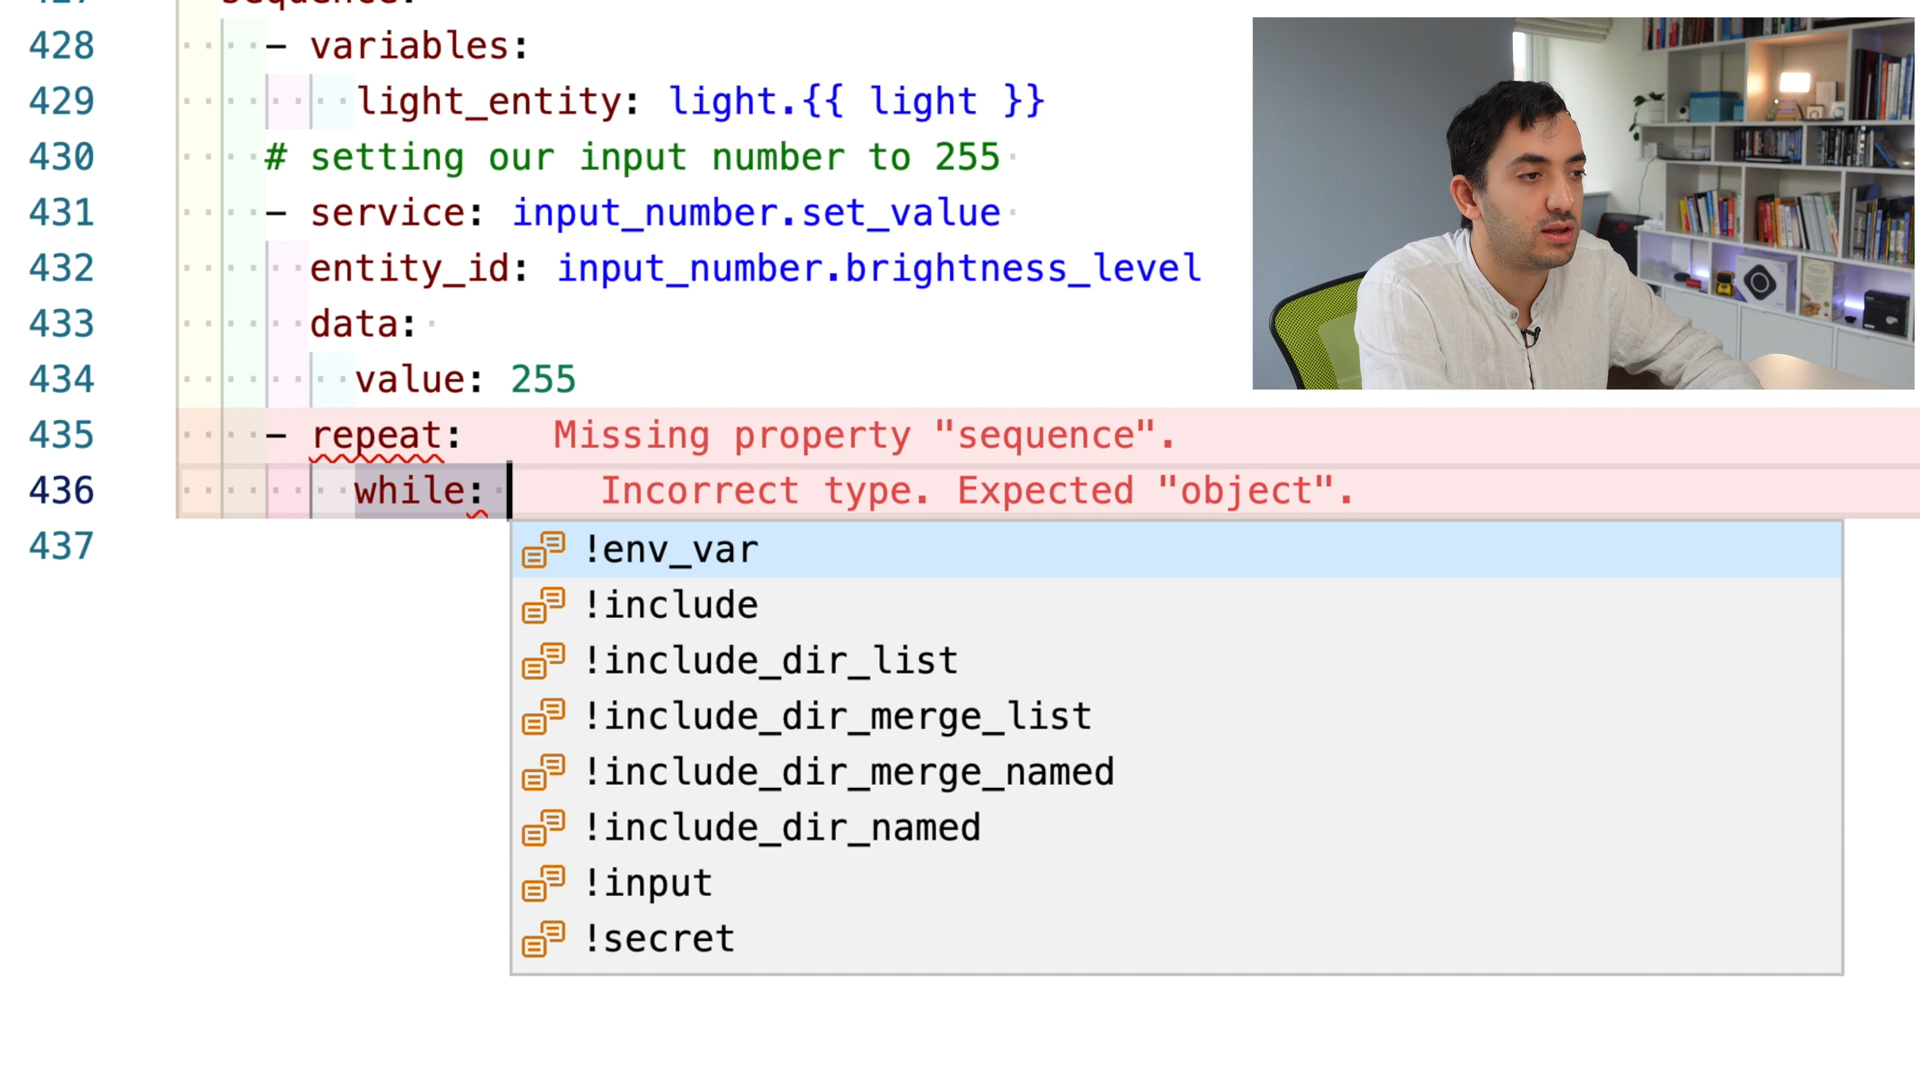 427 sequence:
428 - variables:
429 light_entity: light.{{ light }}
430 # setting our input number to 255
431 - service: input_number.set_value
432 entity_id: input_number.brightness_level
433 data:
434 value: 255
435 - repeat: Missing property "sequence".
436 while: Incorrect type. Expected "object".
437
!env_var
!include
!include_dir_list
!include_dir_merge_list
!include_dir_merge_named
!include_dir_named
!input
!secret